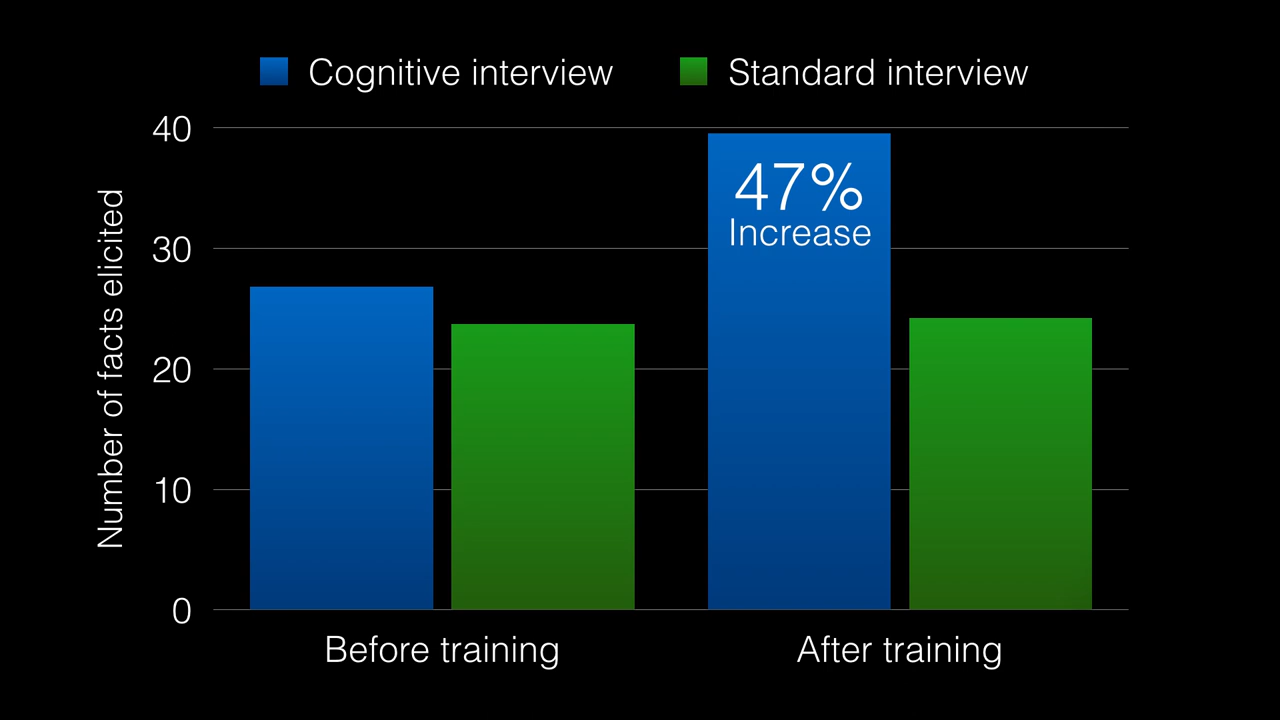 Cognitive interview
Standard interview
40
30
20
10
0
Number of facts elicited
47%
Increase
Before training
After training